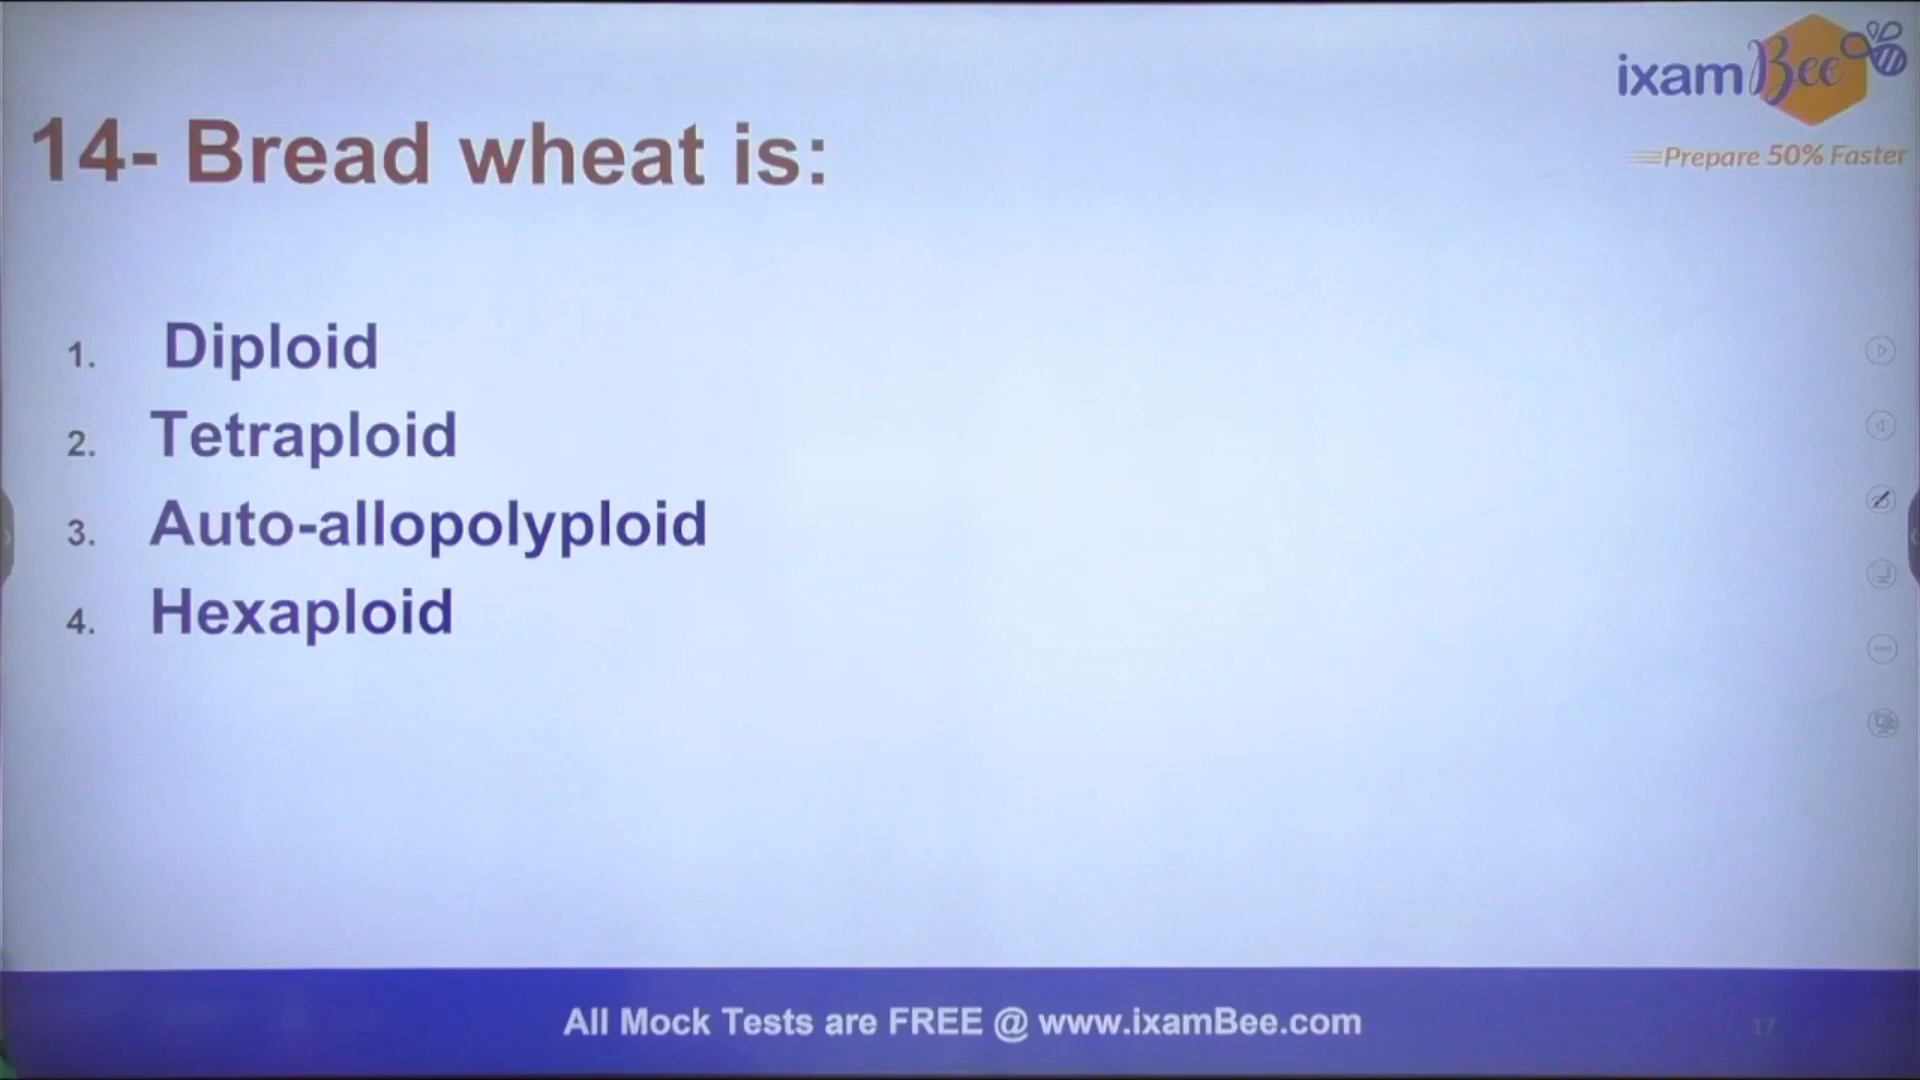 ixamBee
Prepare 50% Faster
14- Bread wheat is:
1. Diploid
2. Tetraploid
3. Auto-allopolyploid
4. Hexaploid
All Mock Tests are FREE @ www.ixamBee.com
17